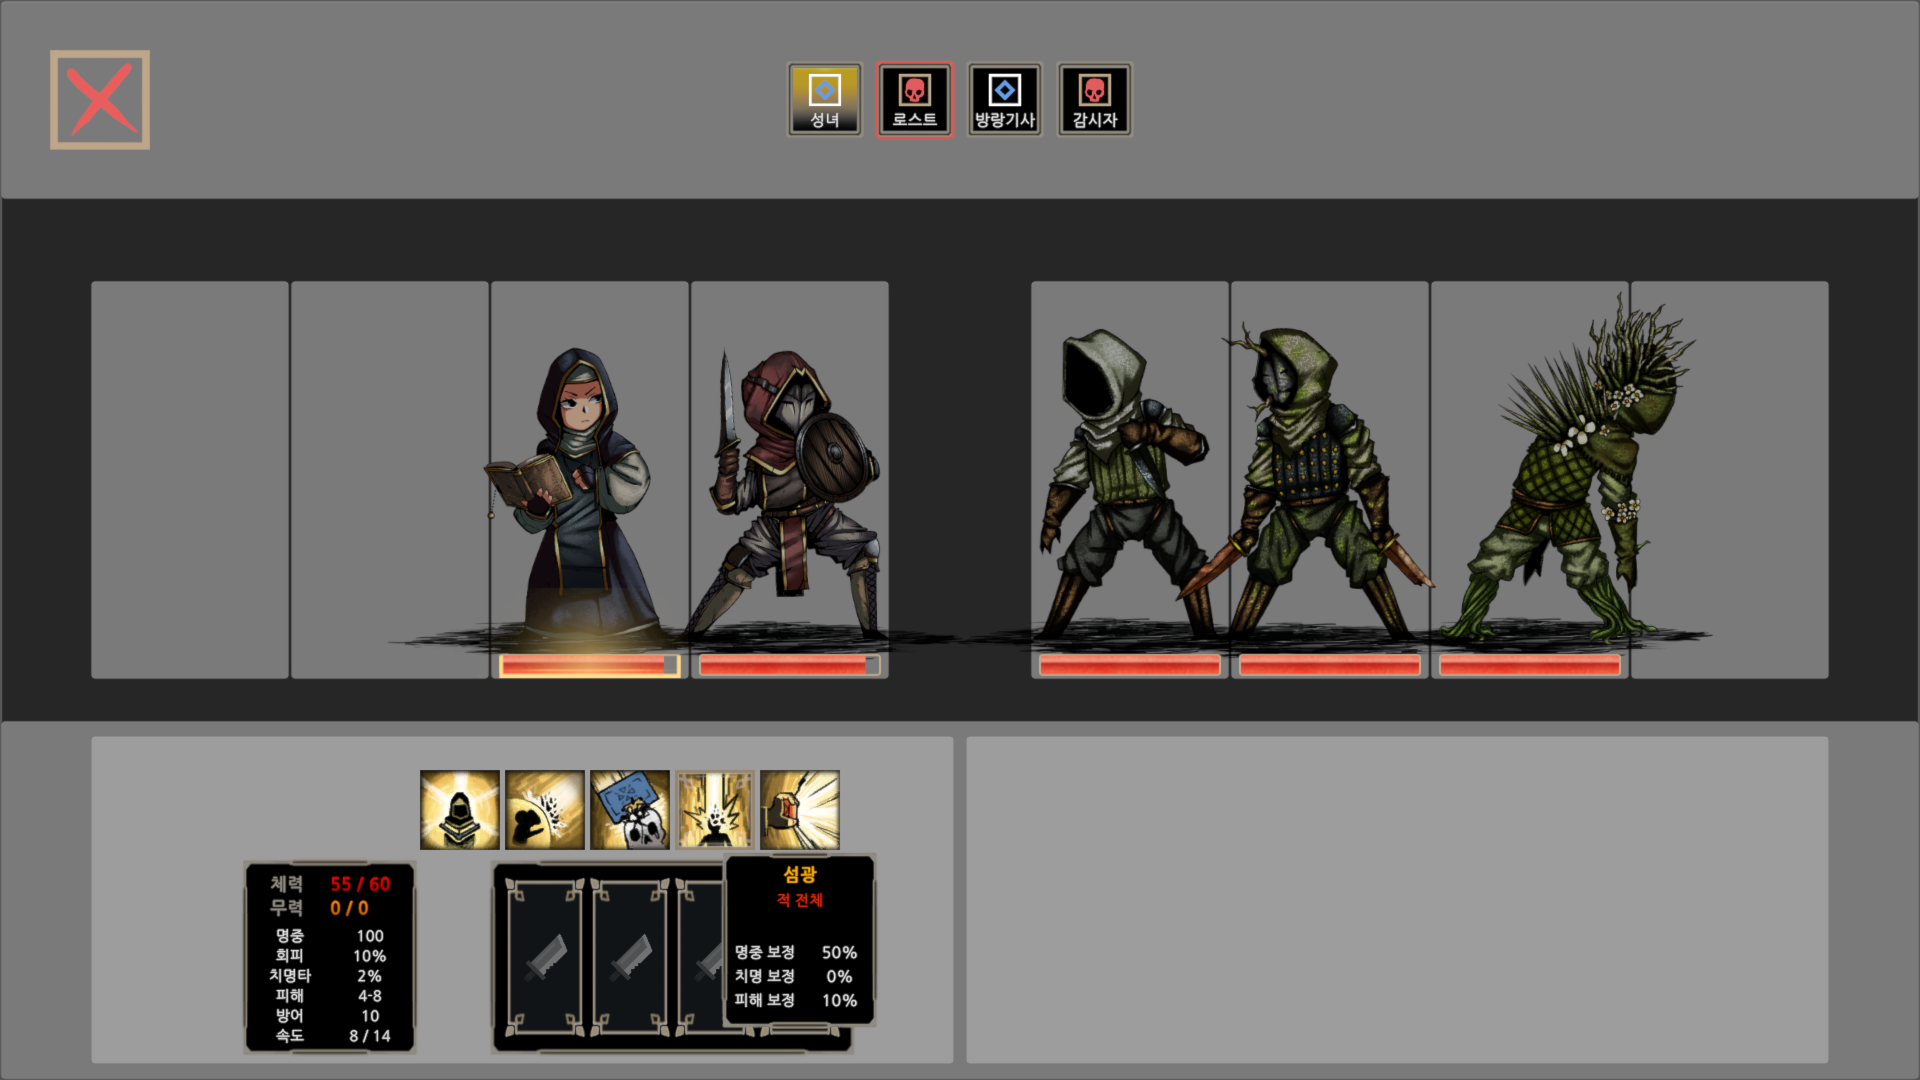 성녀
로스트
방랑기사
감시자
체력 55 / 60
무력 0 / 0
명중 100
회피 10%
치명타 2%
피해 4-8
방어 10
속도 8 / 14
섬광
적 전체
명중 보정 50%
치명 보정 0%
피해 보정 10%